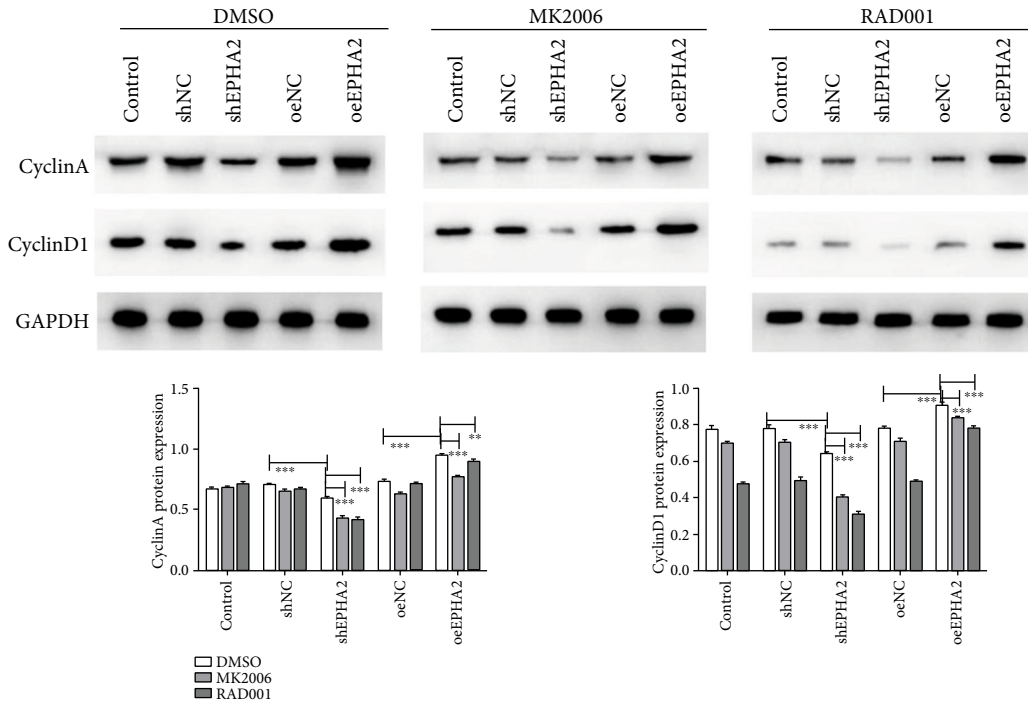 DMSO MK2006 RAD001
Control shNC shEPHA2 oeNC oeEPHA2 Control shNC shEPHA2 oeNC oeEPHA2 Control shNC shEPHA2 oeNC oeEPHA2
CyclinA
CyclinD1
GAPDH
CyclinA protein expression
1.5
1.0
0.5
0.0
***
***
***
***
***
**
Control shNC shEPHA2 oeNC oeEPHA2
DMSO
MK2006
RAD001
CyclinD1 protein expression
1.0
0.8
0.6
0.4
0.2
0.0
***
***
***
***
***
***
Control shNC shEPHA2 oeNC oeEPHA2